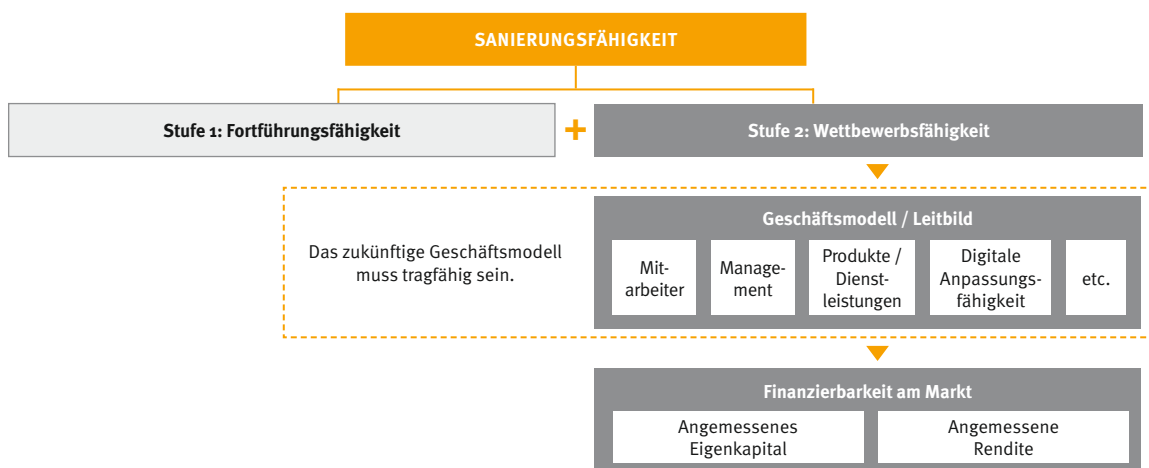 SANIERUNGSFÄHIGKEIT
Stufe 1: Fortführungsfähigkeit
+
Stufe 2: Wettbewerbsfähigkeit
Das zukünftige Geschäftsmodell
muss tragfähig sein.
Geschäftsmodell / Leitbild
Mit-
arbeiter
Manage-
ment
Produkte /
Dienst-
leistungen
Digitale
Anpassungs-
fähigkeit
etc.
Finanzierbarkeit am Markt
Angemessenes
Eigenkapital
Angemessene
Rendite